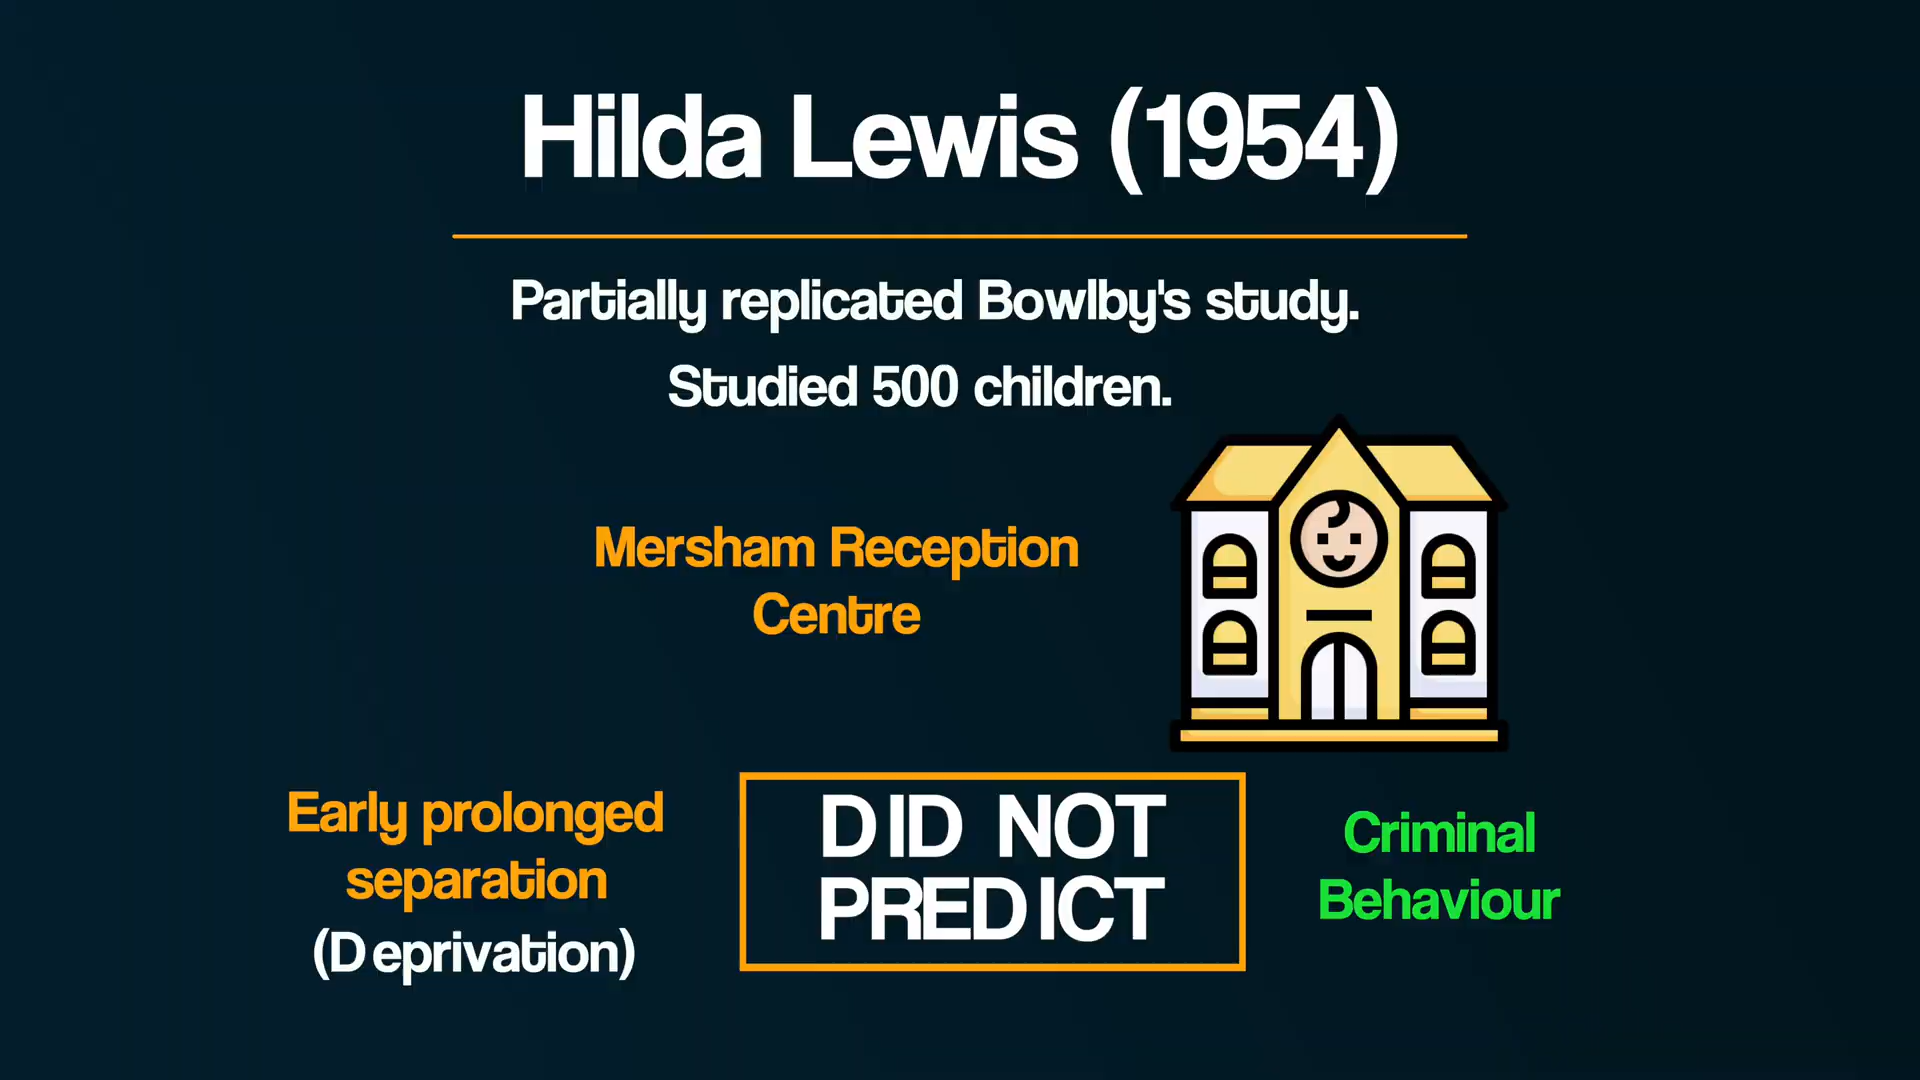 Hilda Lewis (1954)
Partially replicated Bowlby's study.
Studied 500 children.
Mersham Reception
Centre
Early prolonged
separation
(Deprivation)
DID NOT
PREDICT
Criminal
Behaviour